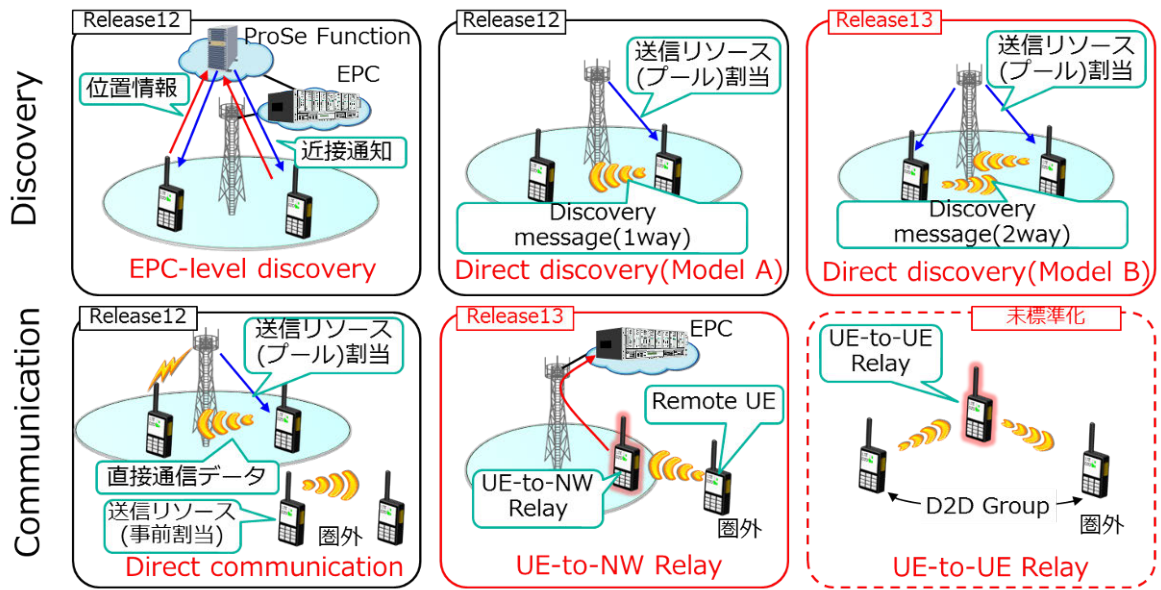 Discovery
Release12
ProSe Function
EPC
位置情報
近接通知
EPC-level discovery
Release12
送信リソース
(プール)割当
Discovery
message(1way)
Direct discovery(Model A)
Release13
送信リソース
(プール)割当
Discovery
message(2way)
Direct discovery(Model B)
Communication
Release12
送信リソース
(プール)割当
直接通信データ
送信リソース
(事前割当)
圏外
Direct communication
Release13
EPC
Remote UE
UE-to-NW
Relay
圏外
UE-to-NW Relay
未標準化
UE-to-UE
Relay
D2D Group
圏外
UE-to-UE Relay